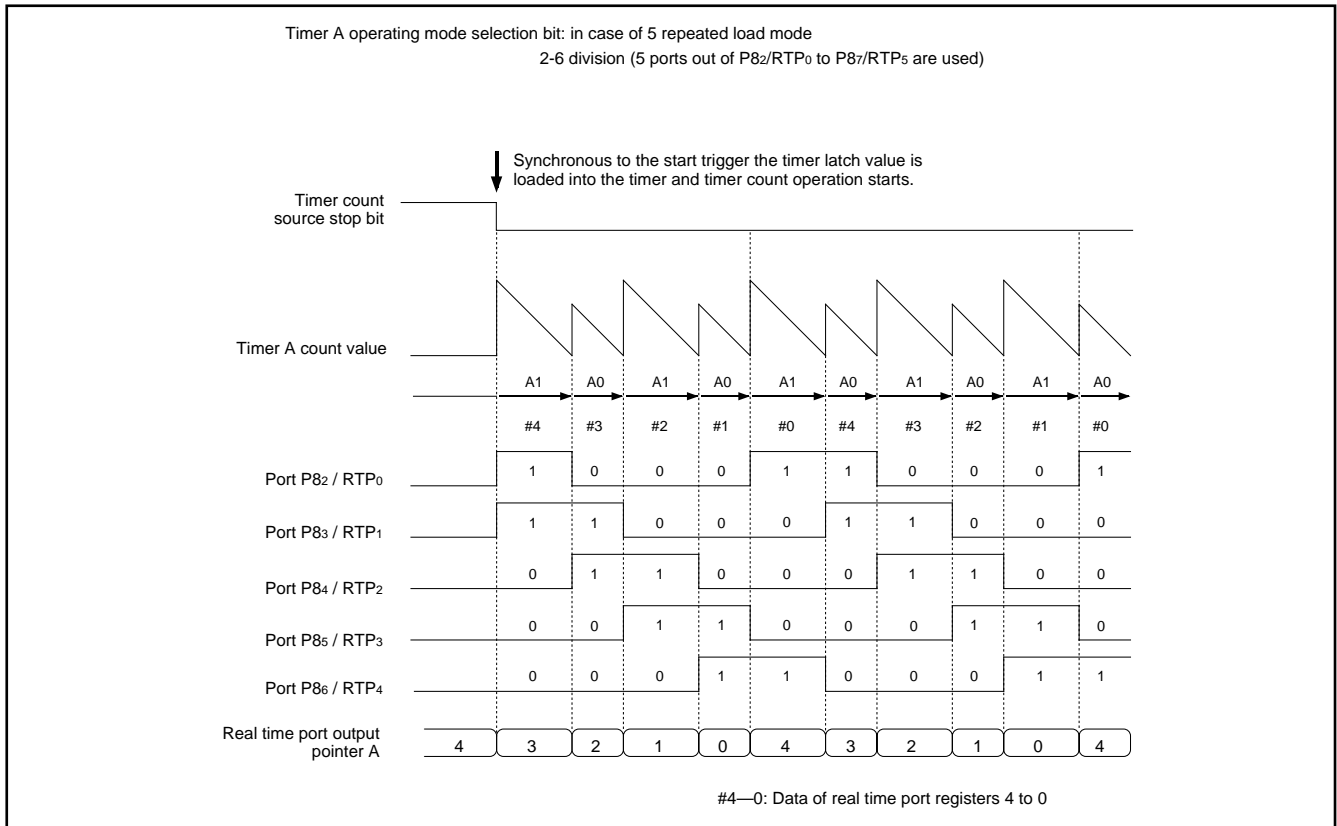 Timer A operating mode selection bit: in case of 5 repeated load mode
2-6 division (5 ports out of P82/RTP0 to P87/RTP5 are used)
Synchronous to the start trigger the timer latch value is
loaded into the timer and timer count operation starts.
Timer count
source stop bit
Timer A count value
A1 A0 A1 A0 A1 A0 A1 A0 A1 A0
#4 #3 #2 #1 #0 #4 #3 #2 #1 #0
Port P82 / RTP0 1 0 0 0 1 1 0 0 0 1
Port P83 / RTP1 1 1 0 0 0 1 1 0 0 0
Port P84 / RTP2 0 1 1 0 0 0 1 1 0 0
Port P85 / RTP3 0 0 1 1 0 0 0 1 1 0
Port P86 / RTP4 0 0 0 1 1 0 0 0 1 1
Real time port output
pointer A 4 3 2 1 0 4 3 2 1 0 4
#4—0: Data of real time port registers 4 to 0